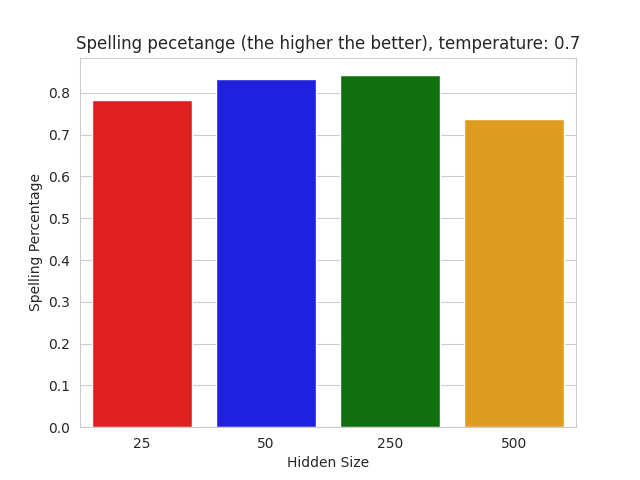 Spelling pecetange (the higher the better), temperature: 0.7
0.8
0.7
0.6
0.5
0.4
0.3
0.2
0.1
0.0
Spelling Percentage
25 50 250 500
Hidden Size